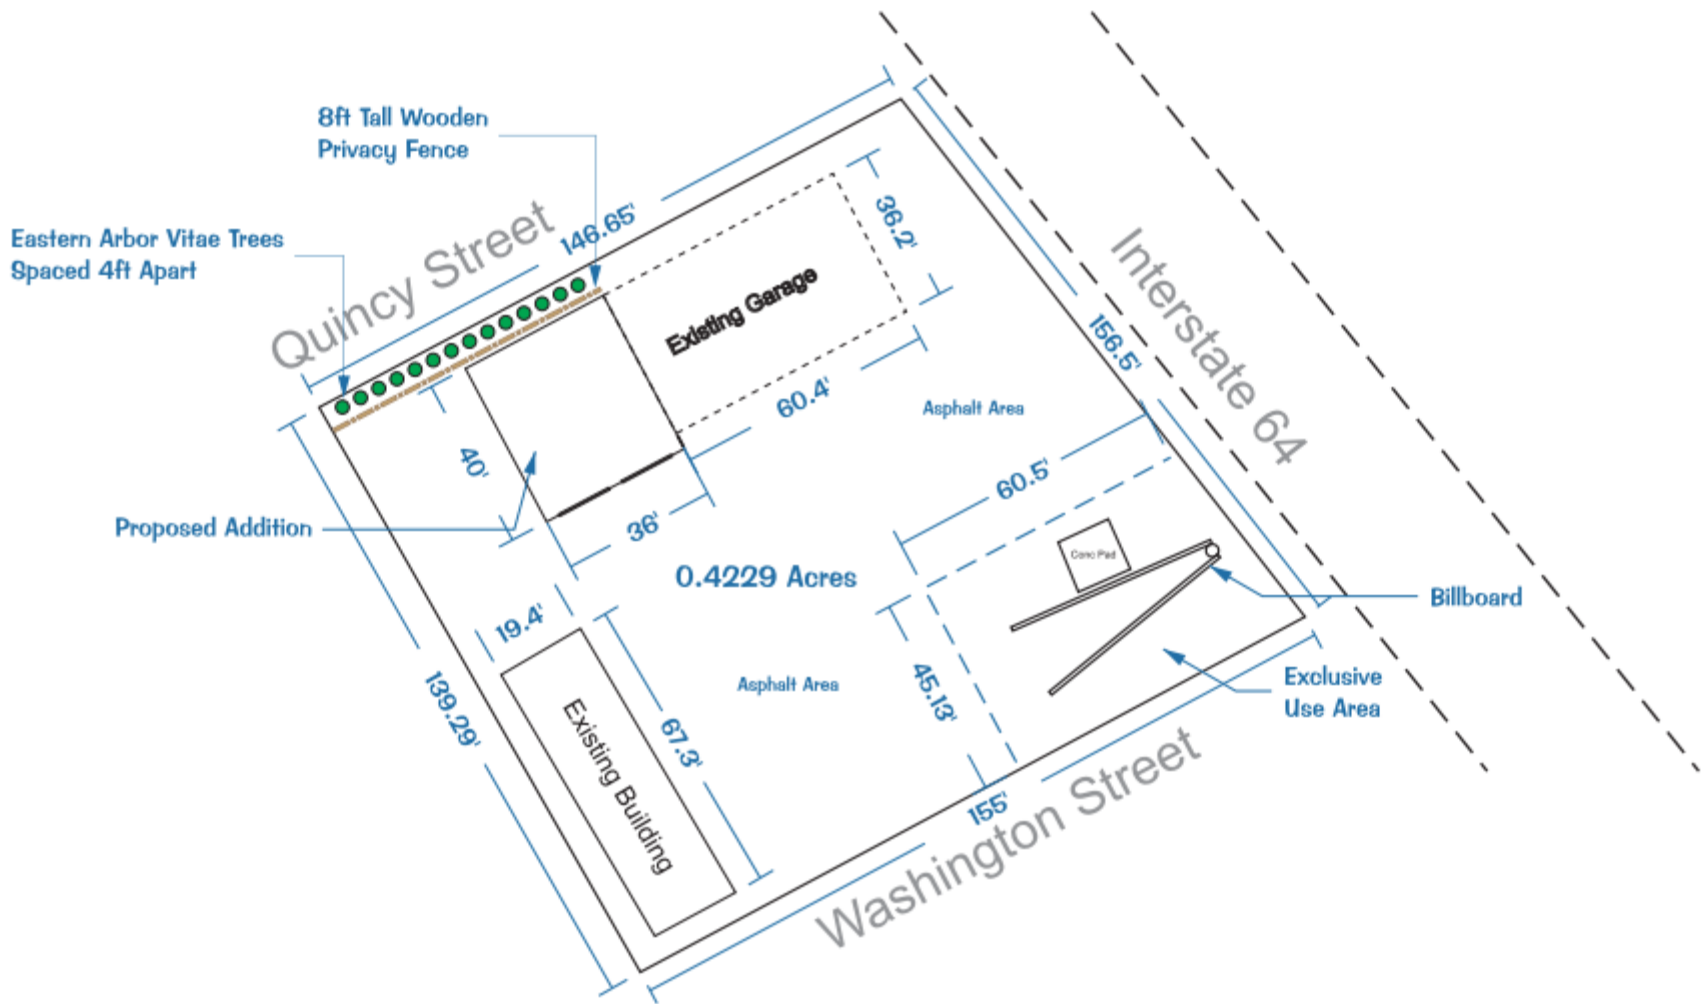 8ft Tall Wooden
Privacy Fence
Eastern Arbor Vitae Trees
Spaced 4ft Apart
Quincy Street
146.65'
36.2'
Existing Garage
Interstate 64
156.5'
60.4'
Asphalt Area
40'
60.5'
Proposed Addition
36'
Conc Pad
0.4229 Acres
Billboard
19.4'
139.29'
Existing Building
67.3'
Asphalt Area
45.13'
Exclusive
Use Area
155'
Washington Street